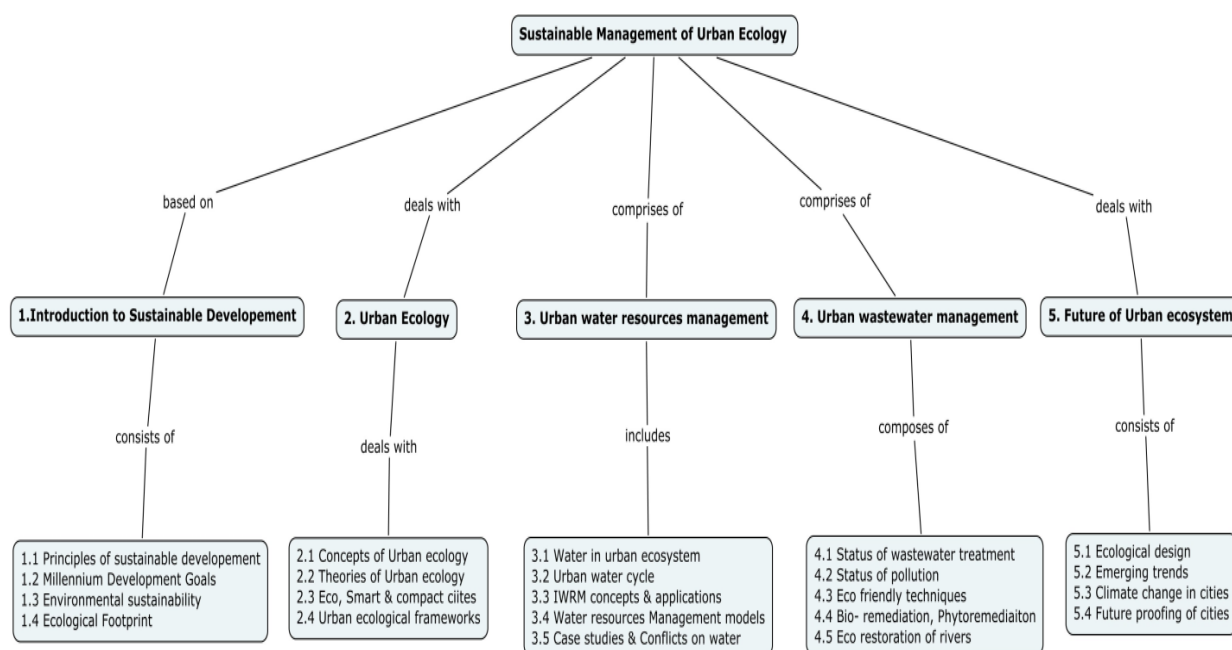 Sustainable Management of Urban Ecology
based on
deals with
comprises of
comprises of
deals with
1.Introduction to Sustainable Developement
2. Urban Ecology
3. Urban water resources management
4. Urban wastewater management
5. Future of Urban ecosystem
consists of
deals with
includes
composes of
consists of
1.1 Principles of sustainable developement
1.2 Millennium Development Goals
1.3 Environmental sustainability
1.4 Ecological Footprint
2.1 Concepts of Urban ecology
2.2 Theories of Urban ecology
2.3 Eco, Smart & compact ciites
2.4 Urban ecological frameworks
3.1 Water in urban ecosystem
3.2 Urban water cycle
3.3 IWRM concepts & applications
3.4 Water resources Management models
3.5 Case studies & Conflicts on water
4.1 Status of wastewater treatment
4.2 Status of pollution
4.3 Eco friendly techniques
4.4 Bio- remediation, Phytoremediaiton
4.5 Eco restoration of rivers
5.1 Ecological design
5.2 Emerging trends
5.3 Climate change in cities
5.4 Future proofing of cities